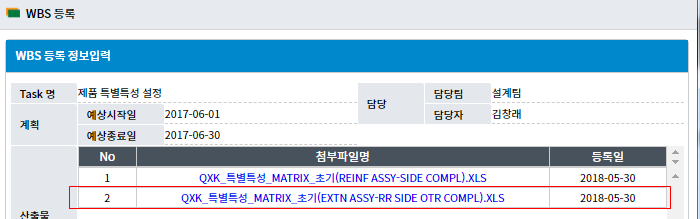 WBS 등록
WBS 등록 정보입력
Task 명 제품 특별특성 설정 담당 담당팀 설계팀
계획 예상시작일 2017-06-01 담당자 김창래
예상종료일 2017-06-30
산출물 No 첨부파일명 등록일
1 QXK_특별특성_MATRIX_초기(REINF ASSY-SIDE COMPL).XLS 2018-05-30
2 QXK_특별특성_MATRIX_초기(EXTN ASSY-RR SIDE OTR COMPL).XLS 2018-05-30